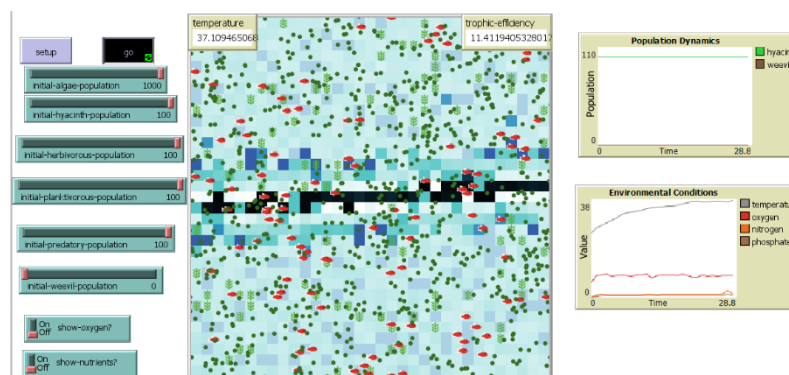 setup
go
initial-algae-population 1000
initial-hyacinth-population 100
initial-herbivorous-population 100
initial-planktivorous-population 100
initial-predatory-population 100
initial-weevil-population 0
On
Off show-oxygen?
On
Off show-nutrients?
temperature
37.109465068
trophic-efficiency
11.4119405328017
Population Dynamics
110
Population
0
0 Time 28.8
hyacin
weevil
Environmental Conditions
38
Value
0
0 Time 28.8
temperatu
oxygen
nitrogen
phosphate